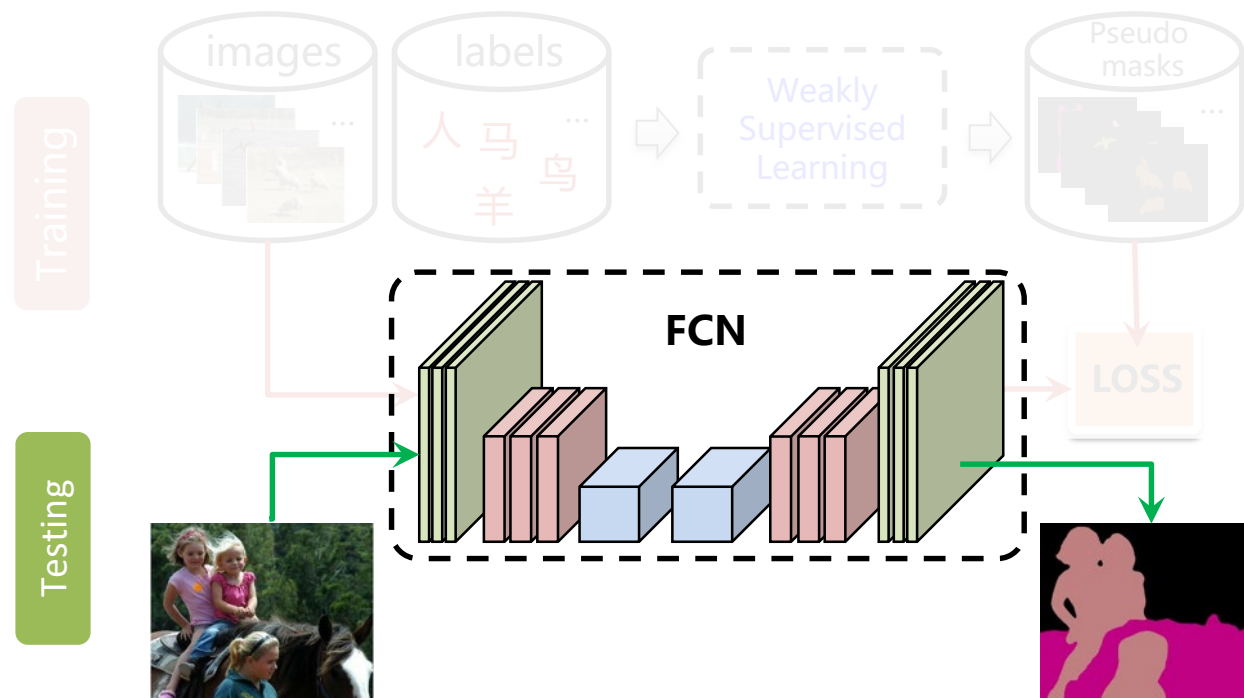 images
labels
Pseudo
masks
...
人
马
...
鸟
羊
Weakly
Supervised
Learning
...
Training
FCN
LOSS
Testing